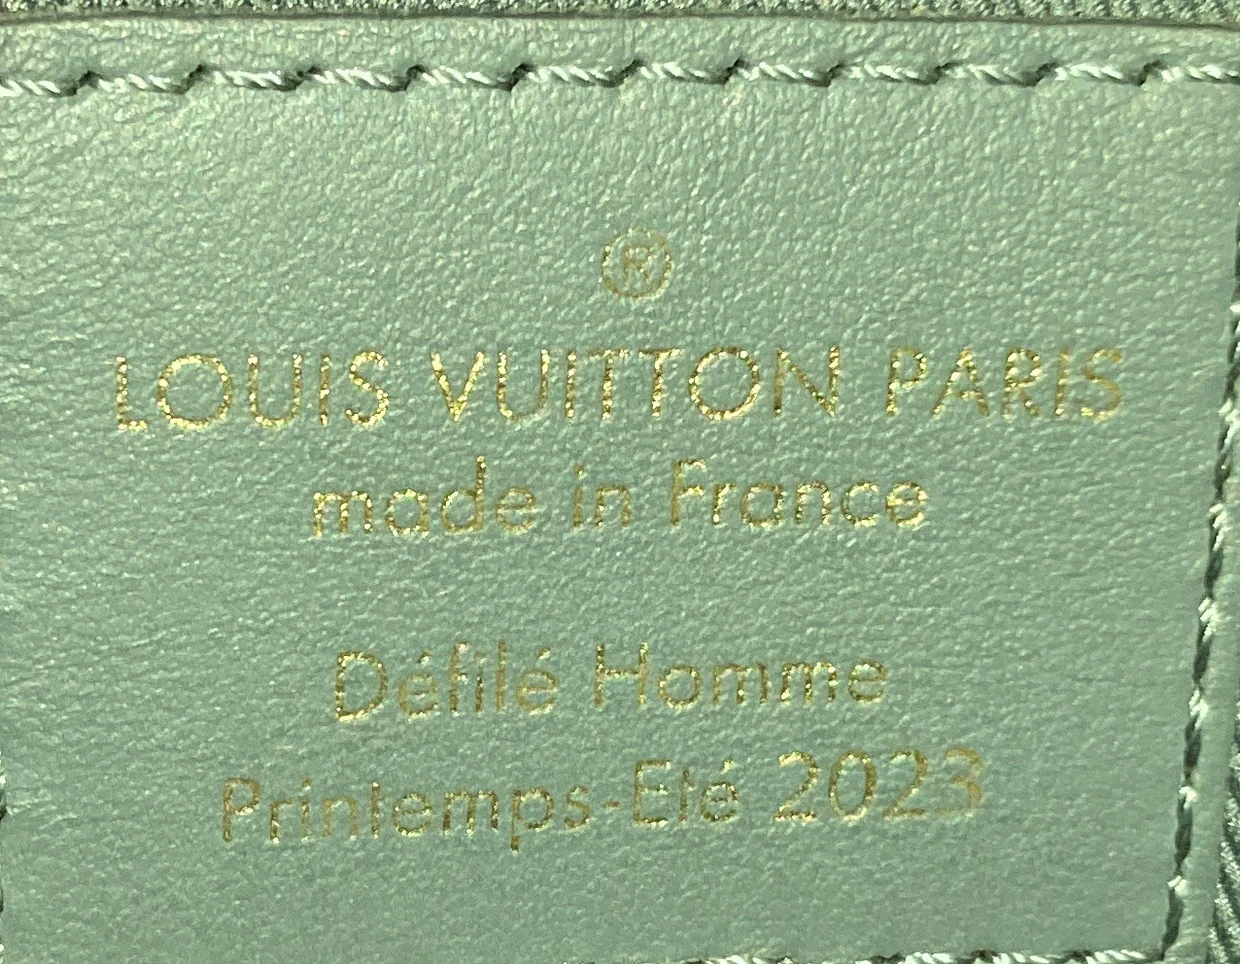 ®
LOUIS VUITTON PARIS
made in France
Défilé Homme
Printemps-Eté 2023